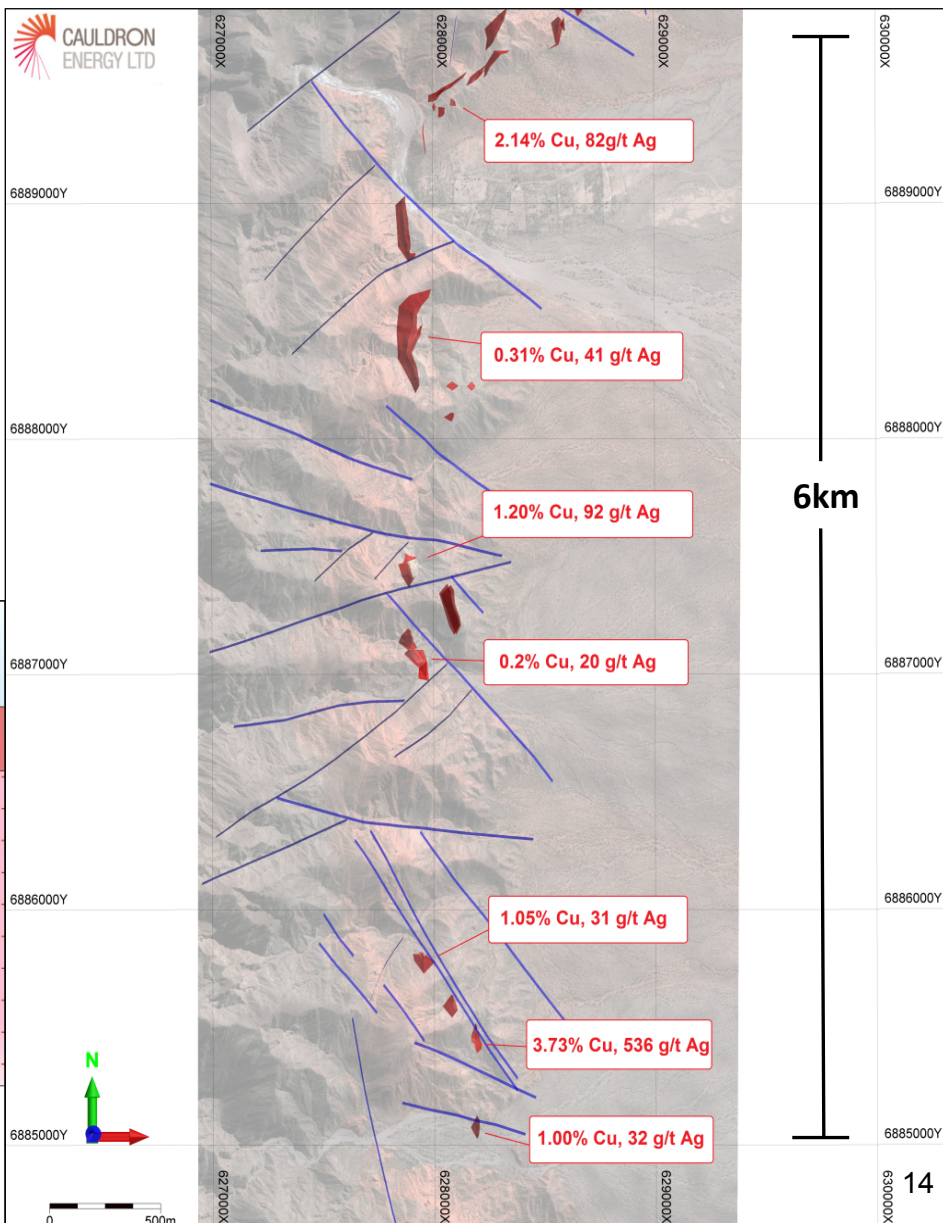 CAULDRON
ENERGY LTD
627000X
628000X
629000X
630000X
2.14% Cu, 82g/t Ag
6889000Y
6889000Y
0.31% Cu, 41 g/t Ag
6888000Y
6888000Y
1.20% Cu, 92 g/t Ag
6km
0.2% Cu, 20 g/t Ag
6887000Y
6887000Y
6886000Y
6886000Y
1.05% Cu, 31 g/t Ag
3.73% Cu, 536 g/t Ag
N
1.00% Cu, 32 g/t Ag
6885000Y
6885000Y
627000X
628000X
629000X
630000X
14
0
500m